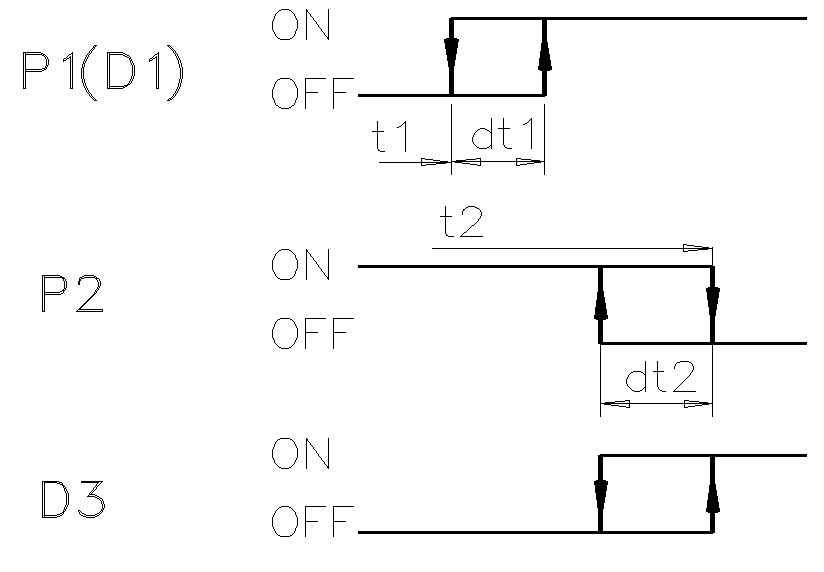 ON
P1(D1)
OFF
t1 dt1
t2
ON
P2
OFF
dt2
ON
D3
OFF